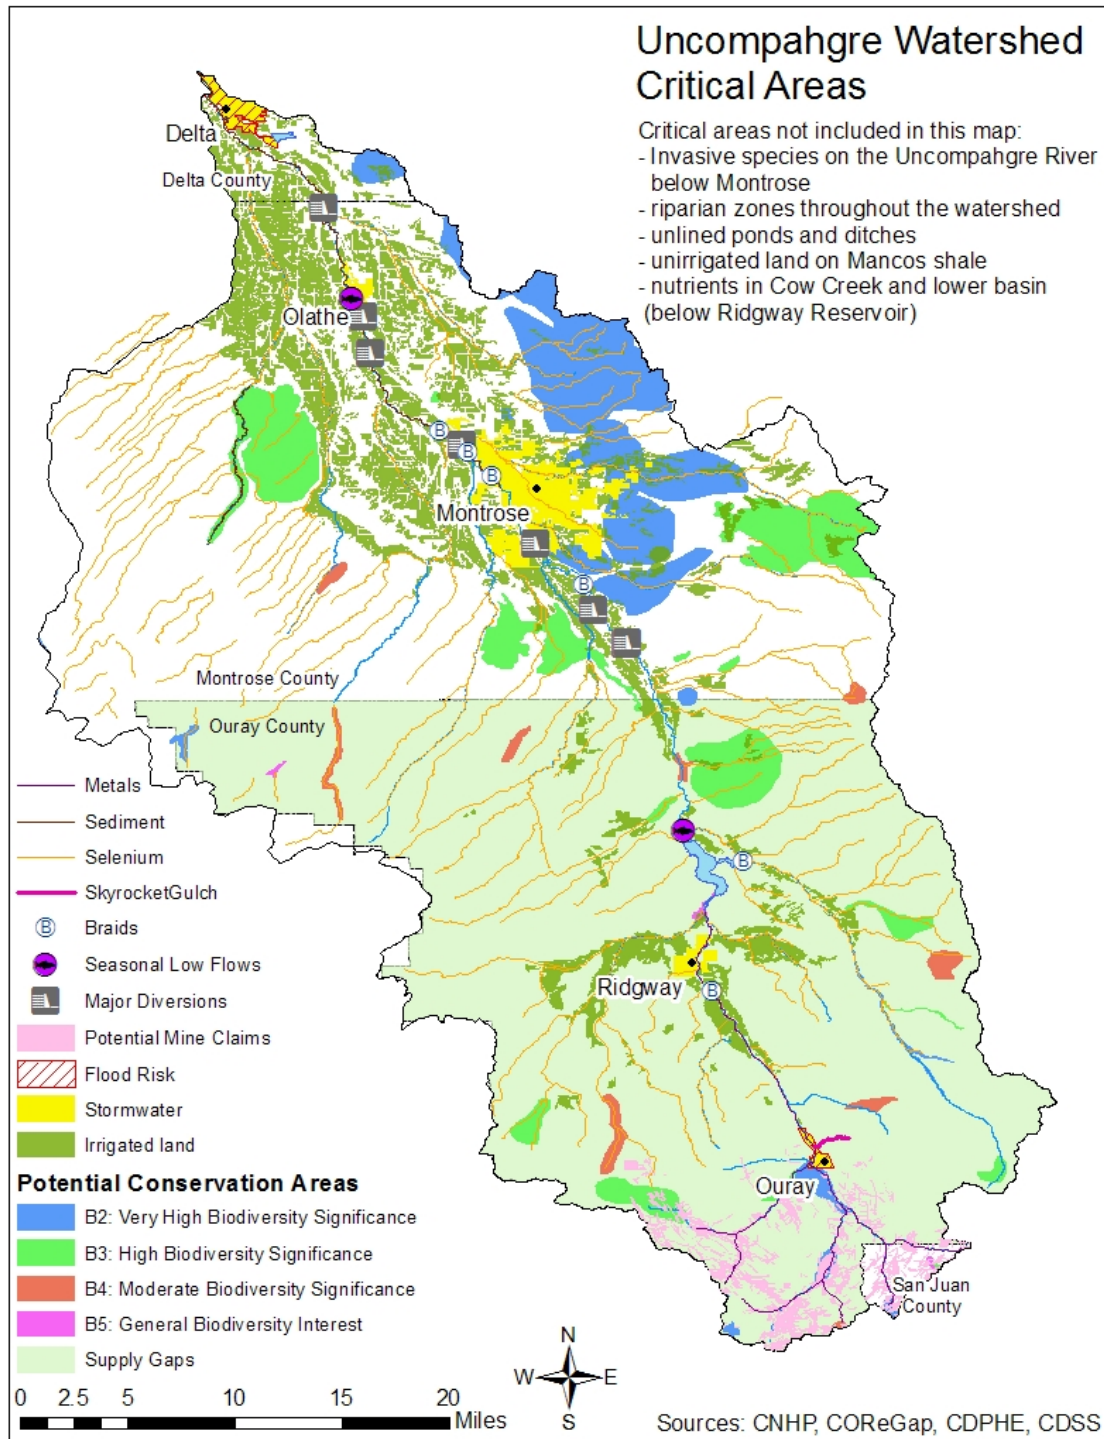 Uncompahgre Watershed
Critical Areas
Critical areas not included in this map:
- Invasive species on the Uncompahgre River
below Montrose
- riparian zones throughout the watershed
- unlined ponds and ditches
- unirrigated land on Mancos shale
- nutrients in Cow Creek and lower basin
(below Ridgway Reservoir)
Delta
Delta County
Olathe
B
B
B
Montrose
B
Montrose County
Ouray County
B
Ridgway
B
Ouray
San Juan
County
Metals
Sediment
Selenium
SkyrocketGulch
B Braids
Seasonal Low Flows
Major Diversions
Potential Mine Claims
Flood Risk
Stormwater
Irrigated land
Potential Conservation Areas
B2: Very High Biodiversity Significance
B3: High Biodiversity Significance
B4: Moderate Biodiversity Significance
B5: General Biodiversity Interest
Supply Gaps
N
W E
S
0 2.5 5 10 15 20
Miles
Sources: CNHP, COReGap, CDPHE, CDSS